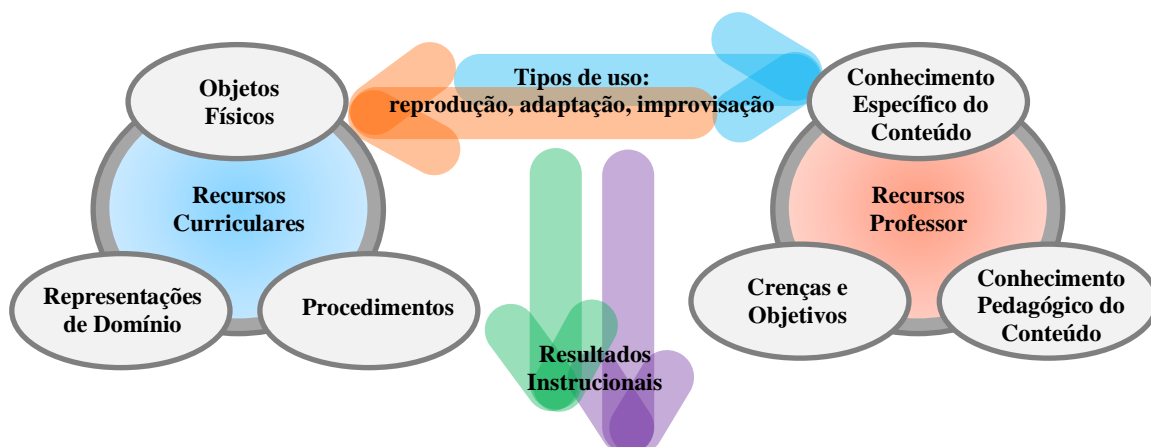 Objetos
Físicos
Recursos
Curriculares
Representações
de Domínio
Procedimentos
Tipos de uso:
reprodução, adaptação, improvisação
Resultados
Instrucionais
Conhecimento
Específico do
Conteúdo
Recursos
Professor
Crenças e
Objetivos
Conhecimento
Pedagógico do
Conteúdo